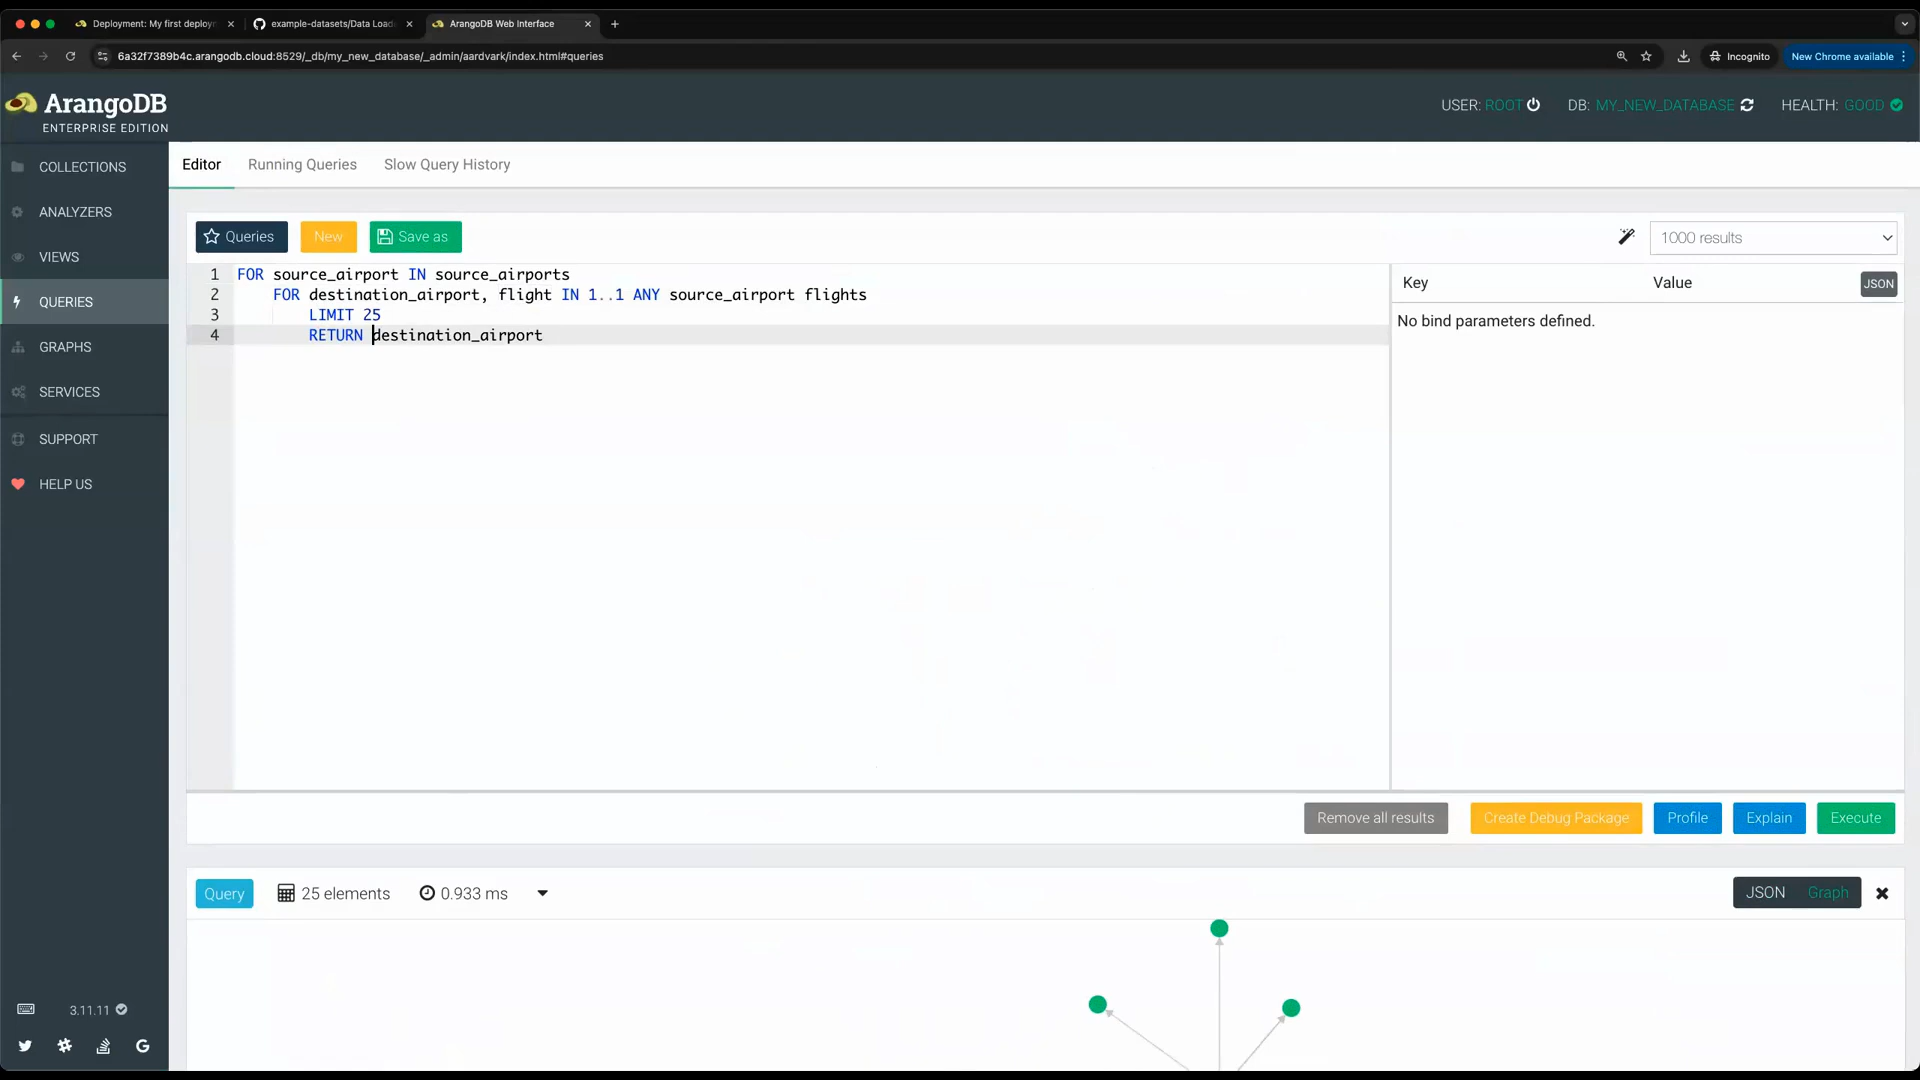 Deployment: My first deploym
example-datasets/Data Loade
ArangoDB Web Interface
6a32f7389b4c.arangodb.cloud:8529/_db/my_new_database/_admin/aardvark/index.html#queries
Incognito
New Chrome available
ArangoDB
ENTERPRISE EDITION
USER: ROOT
DB: MY_NEW_DATABASE
HEALTH: GOOD
COLLECTIONS
ANALYZERS
VIEWS
QUERIES
GRAPHS
SERVICES
SUPPORT
HELP US
3.11.11
Editor
Running Queries
Slow Query History
Queries
New
Save as
1000 results
1 FOR source_airport IN source_airports
2 FOR destination_airport, flight IN 1..1 ANY source_airport flights
3 LIMIT 25
4 RETURN destination_airport
Key
Value
JSON
No bind parameters defined.
Remove all results
Create Debug Package
Profile
Explain
Execute
Query
25 elements
0.933 ms
JSON
Graph